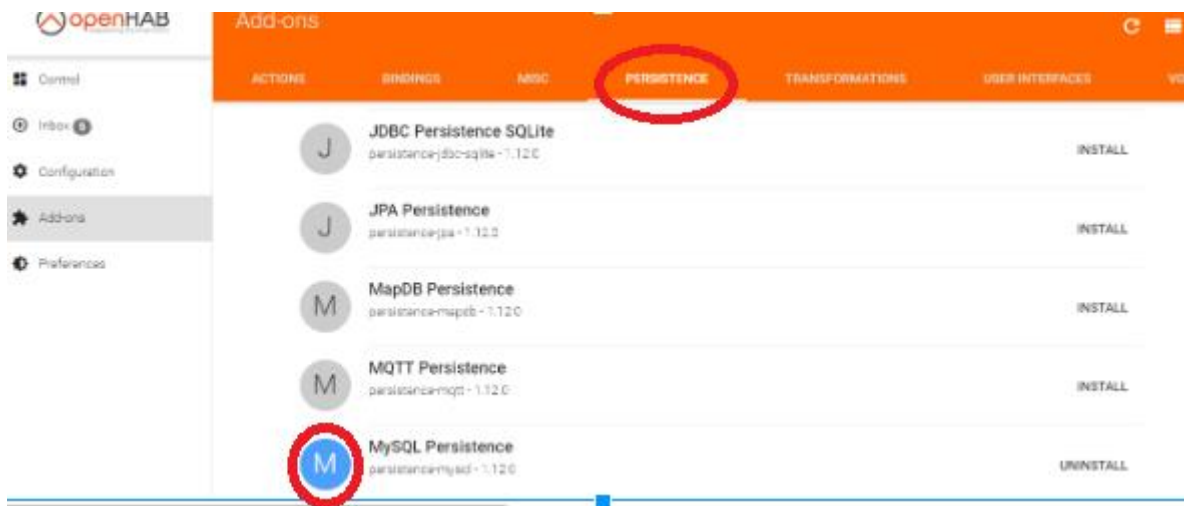 openHAB
Add-ons
Control
Inbox
Configuration
Add-ons
Preferences
ACTIONS BINDINGS MISC PERSISTENCE TRANSFORMATIONS USER INTERFACES VO
J
JDBC Persistence SQLite
persistence-jdbc-sqlite - 1.12.0
INSTALL
J
JPA Persistence
persistence-jpa - 1.12.0
INSTALL
M
MapDB Persistence
persistence-mapdb - 1.12.0
INSTALL
M
MQTT Persistence
persistence-mqtt - 1.12.0
INSTALL
M
MySQL Persistence
persistence-mysql - 1.12.0
UNINSTALL